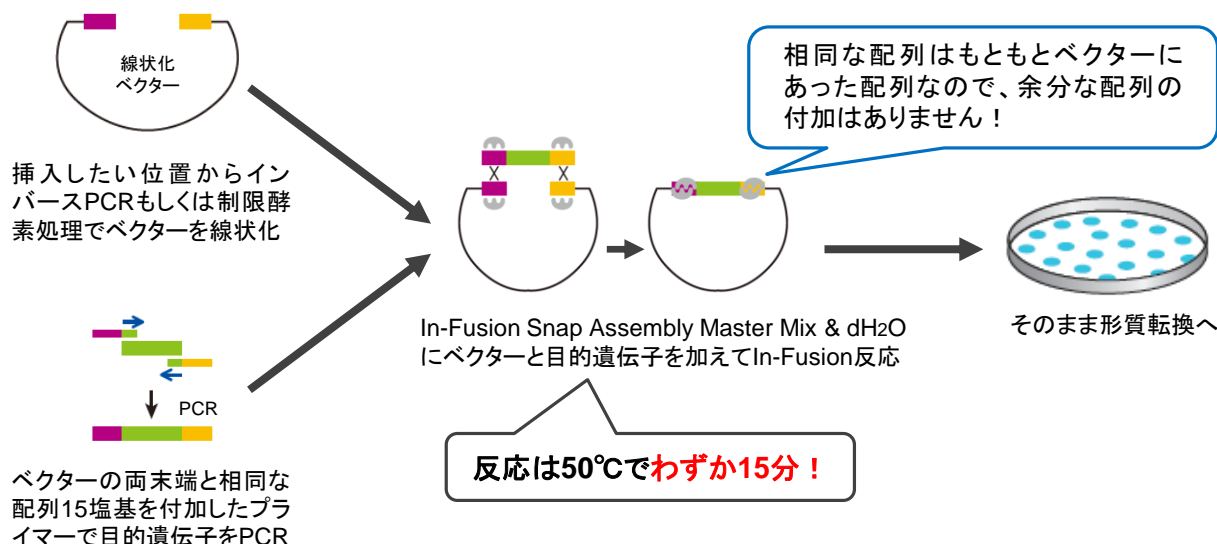 線状化
ベクター
挿入したい位置からイン
バースPCRもしくは制限酵
素処理でベクターを線状化
PCR
ベクターの両末端と相同な
配列15塩基を付加したプラ
イマーで目的遺伝子をPCR
相同な配列はもともとベクターに
あった配列なので、余分な配列の
付加はありません！
In-Fusion Snap Assembly Master Mix & dH2O
にベクターと目的遺伝子を加えてIn-Fusion反応
反応は50℃でわずか15分！
そのまま形質転換へ